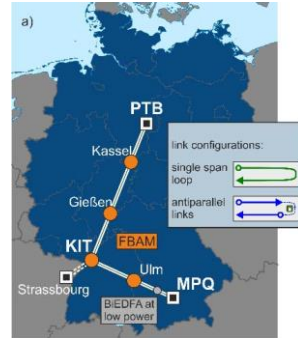 a)
PTB
Kassel
link configurations:
single span
loop
antiparallel
links
Gießen
FBAM
KIT
Ulm
MPQ
Strassbourg
BiEDFA at
low power